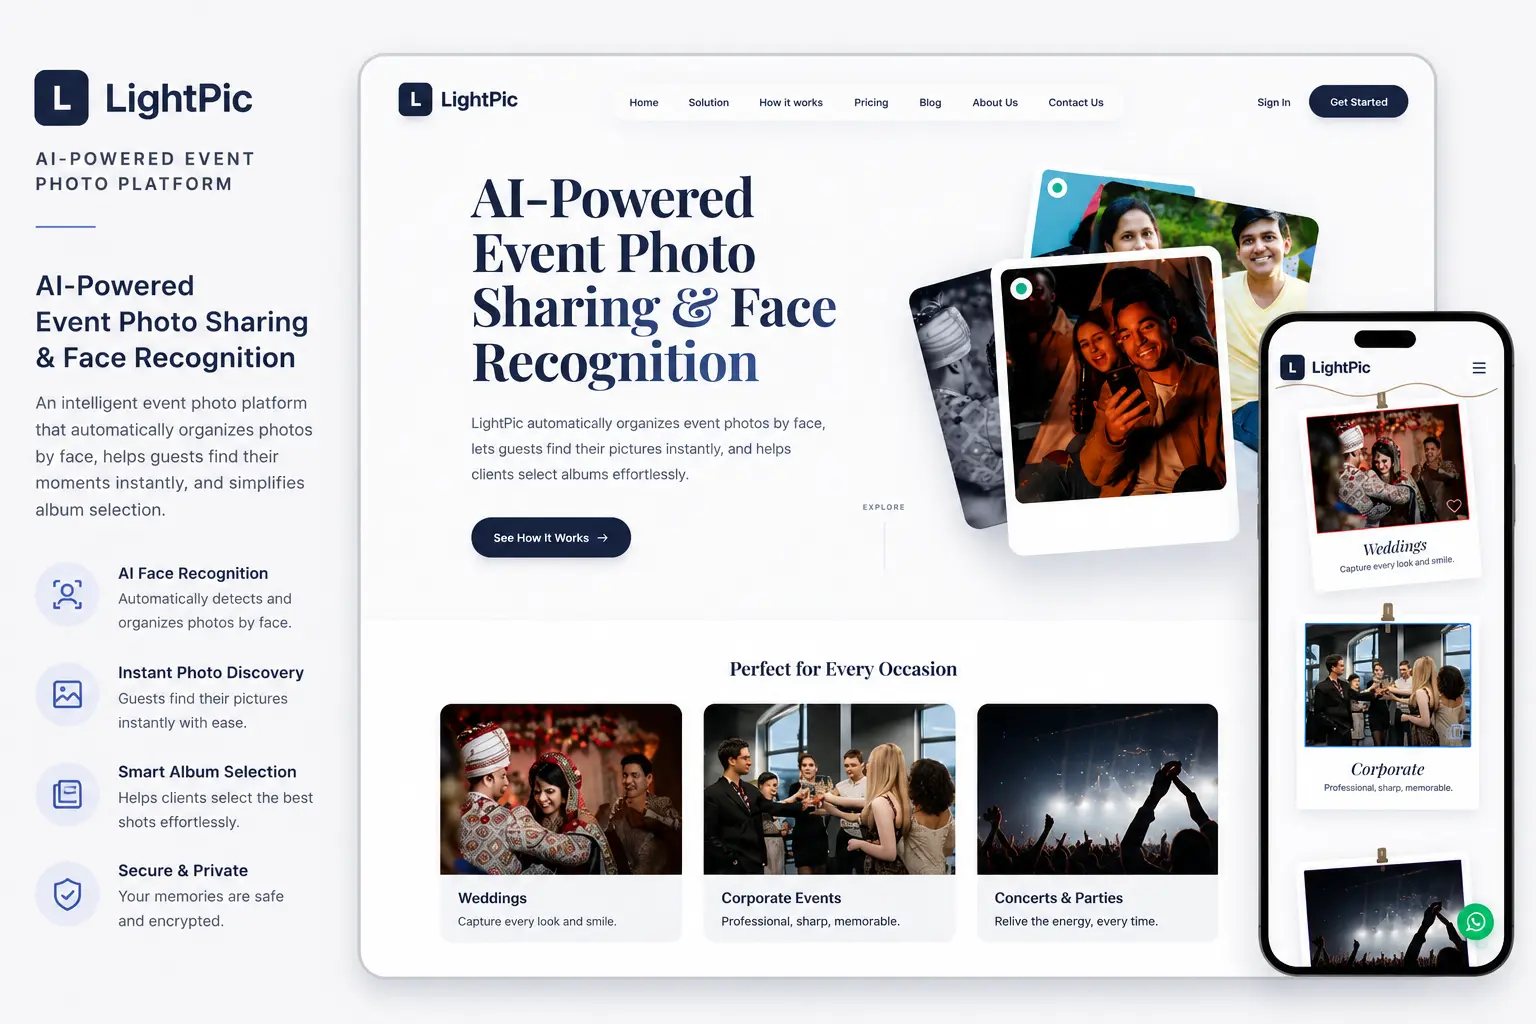 L LightPic
AI-POWERED EVENT
PHOTO PLATFORM
AI-Powered
Event Photo Sharing
& Face Recognition
An intelligent event photo platform
that automatically organizes photos
by face, helps guests find their
moments instantly, and simplifies
album selection.
AI Face Recognition
Automatically detects and
organizes photos by face.
Instant Photo Discovery
Guests find their pictures
instantly with ease.
Smart Album Selection
Helps clients select the best
shots effortlessly.
Secure & Private
Your memories are safe
and encrypted.
L LightPic
Home Solution How it works Pricing Blog About Us Contact Us
Sign In Get Started
AI-Powered
Event Photo
Sharing & Face
Recognition
LightPic automatically organizes event photos by face,
lets guests find their pictures instantly, and helps
clients select albums effortlessly.
See How It Works →
EXPLORE
Perfect for Every Occasion
Weddings
Capture every look and smile.
Corporate Events
Professional, sharp, memorable.
Concerts & Parties
Relive the energy, every time.
L LightPic
Weddings
Capture every look and smile.
Corporate
Professional, sharp, memorable.